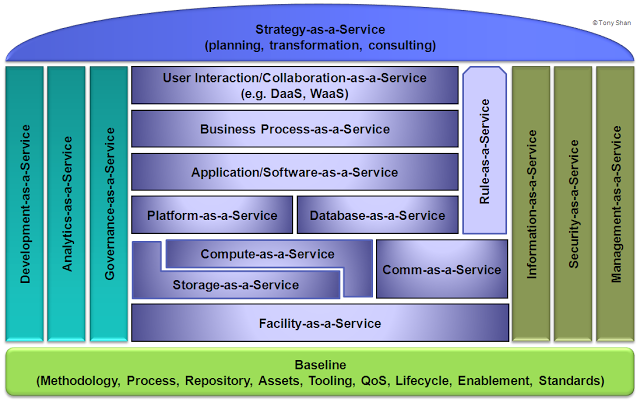 ©Tony Shan
Strategy-as-a-Service
(planning, transformation, consulting)
Development-as-a-Service
Analytics-as-a-Service
Governance-as-a-Service
User Interaction/Collaboration-as-a-Service
(e.g. DaaS, WaaS)
Business Process-as-a-Service
Application/Software-as-a-Service
Platform-as-a-Service
Database-as-a-Service
Rule-as-a-Service
Compute-as-a-Service
Storage-as-a-Service
Comm-as-a-Service
Facility-as-a-Service
Information-as-a-Service
Security-as-a-Service
Management-as-a-Service
Baseline
(Methodology, Process, Repository, Assets, Tooling, QoS, Lifecycle, Enablement, Standards)